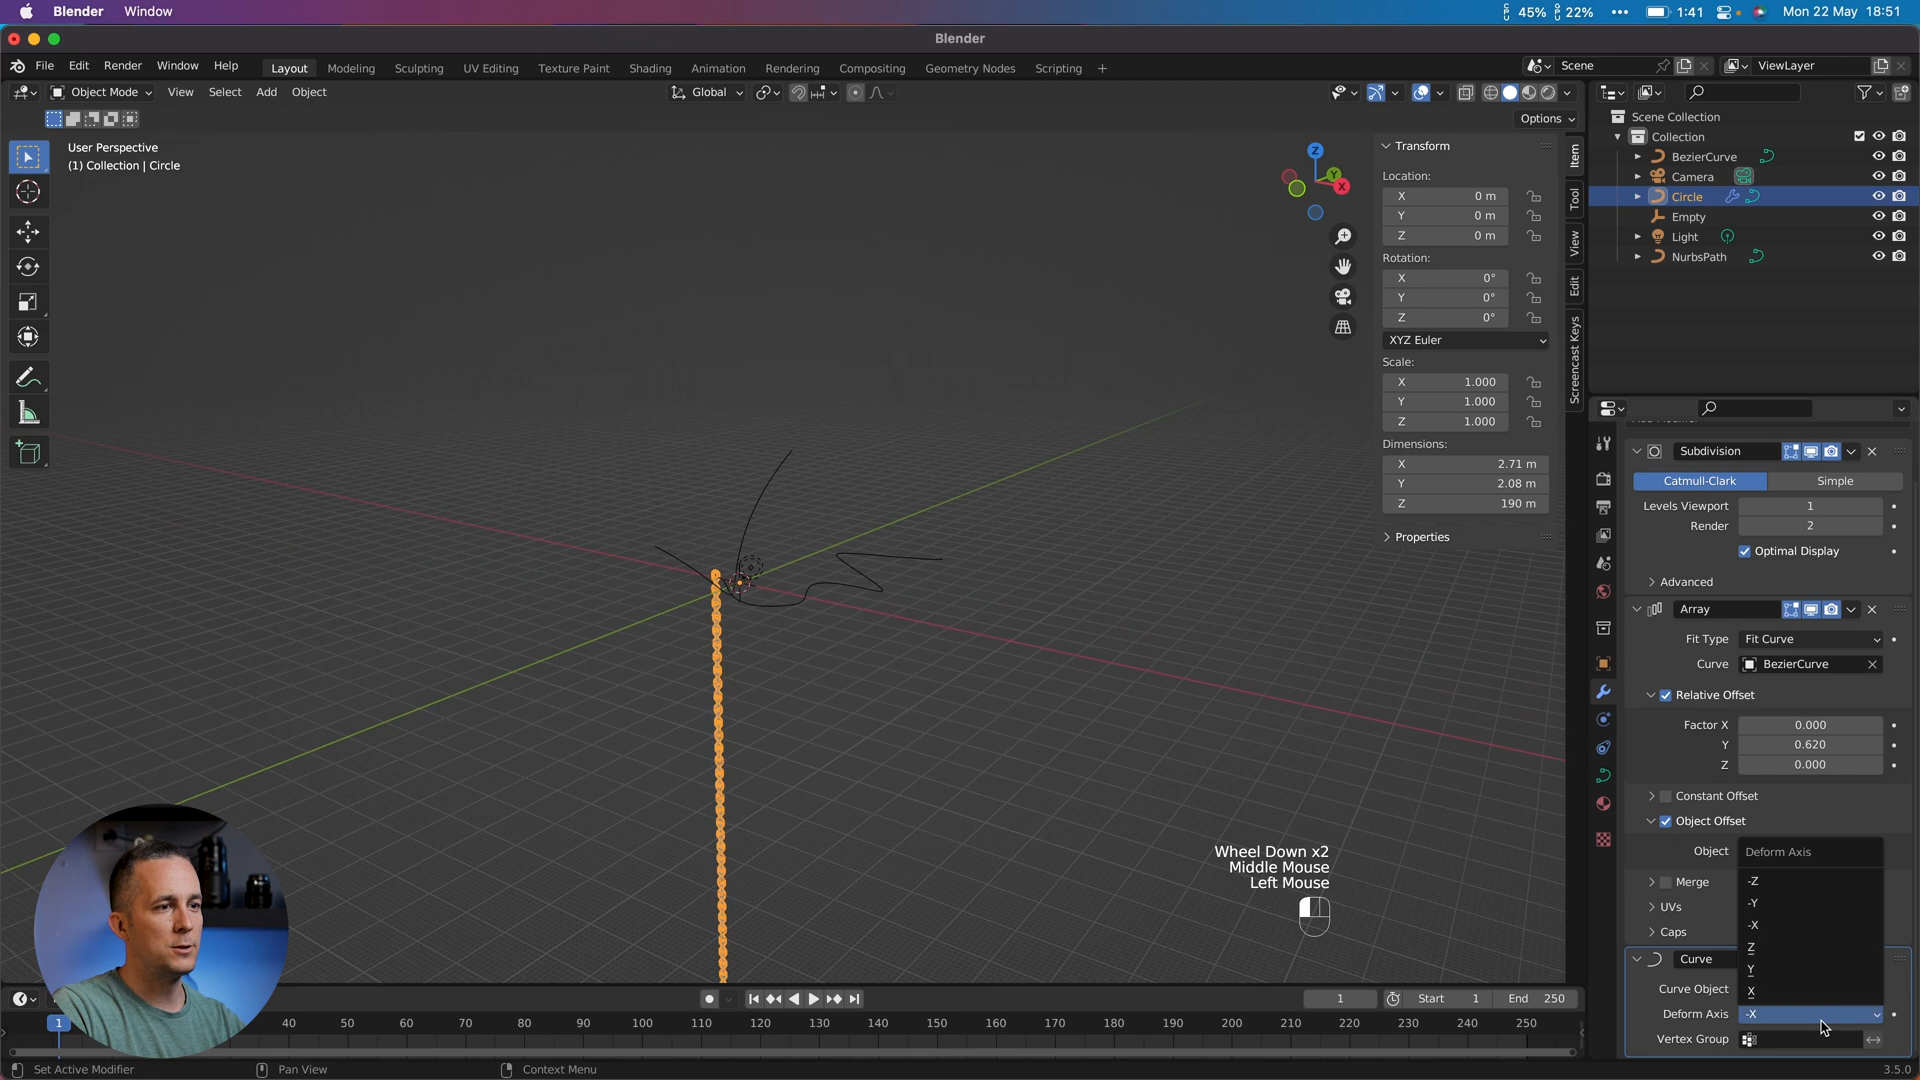 Blender Window
45% 22% ••• 1:41 Mon 22 May 18:51
Blender
File Edit Render Window Help
Layout Modeling Sculpting UV Editing Texture Paint Shading Animation Rendering Compositing Geometry Nodes Scripting +
Scene
ViewLayer
Object Mode View Select Add Object
Global
Options
User Perspective
(1) Collection | Circle
Z
Y
X
Transform
Location:
X 0 m
Y 0 m
Z 0 m
Rotation:
X 0°
Y 0°
Z 0°
XYZ Euler
Scale:
X 1.000
Y 1.000
Z 1.000
Dimensions:
X 2.71 m
Y 2.08 m
Z 190 m
Properties
Item
Tool
View
Edit
Screencast Keys
Scene Collection
Collection
BezierCurve
Camera
Circle
Empty
Light
NurbsPath
Subdivision
Catmull-Clark Simple
Levels Viewport 1
Render 2
Optimal Display
Advanced
Array
Fit Type Fit Curve
Curve BezierCurve
Relative Offset
Factor X 0.000
Y 0.620
Z 0.000
Constant Offset
Object Offset
Object
Merge
UVs
Caps
Deform Axis
-Z
-Y
-X
Z
Y
X
Curve
Curve Object
Deform Axis -X
Vertex Group
Wheel Down x2
Middle Mouse
Left Mouse
1 Start 1 End 250
1 40 50 60 70 80 90 100 110 120 130 140 150 160 170 180 190 200 210 220 230 240 250
Set Active Modifier Pan View Context Menu
3.5.0